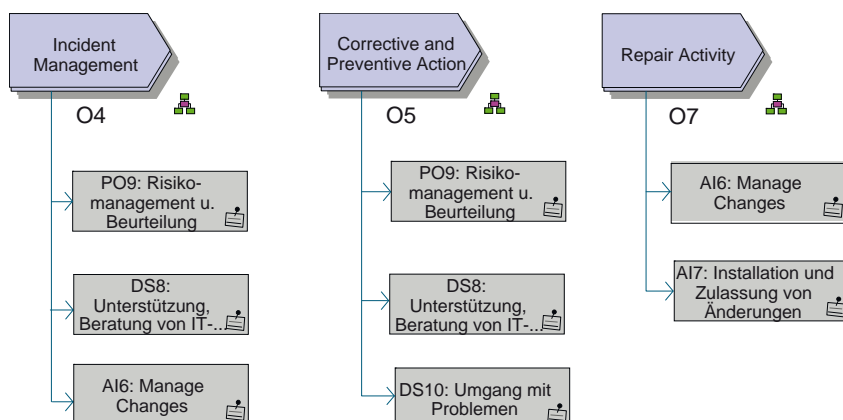 Incident
Management
O4
PO9: Risiko-
management u.
Beurteilung
DS8:
Unterstützung,
Beratung von IT-...
AI6: Manage
Changes
Corrective and
Preventive Action
O5
PO9: Risiko-
management u.
Beurteilung
DS8:
Unterstützung,
Beratung von IT-...
DS10: Umgang mit
Problemen
Repair Activity
O7
AI6: Manage
Changes
AI7: Installation und
Zulassung von
Änderungen